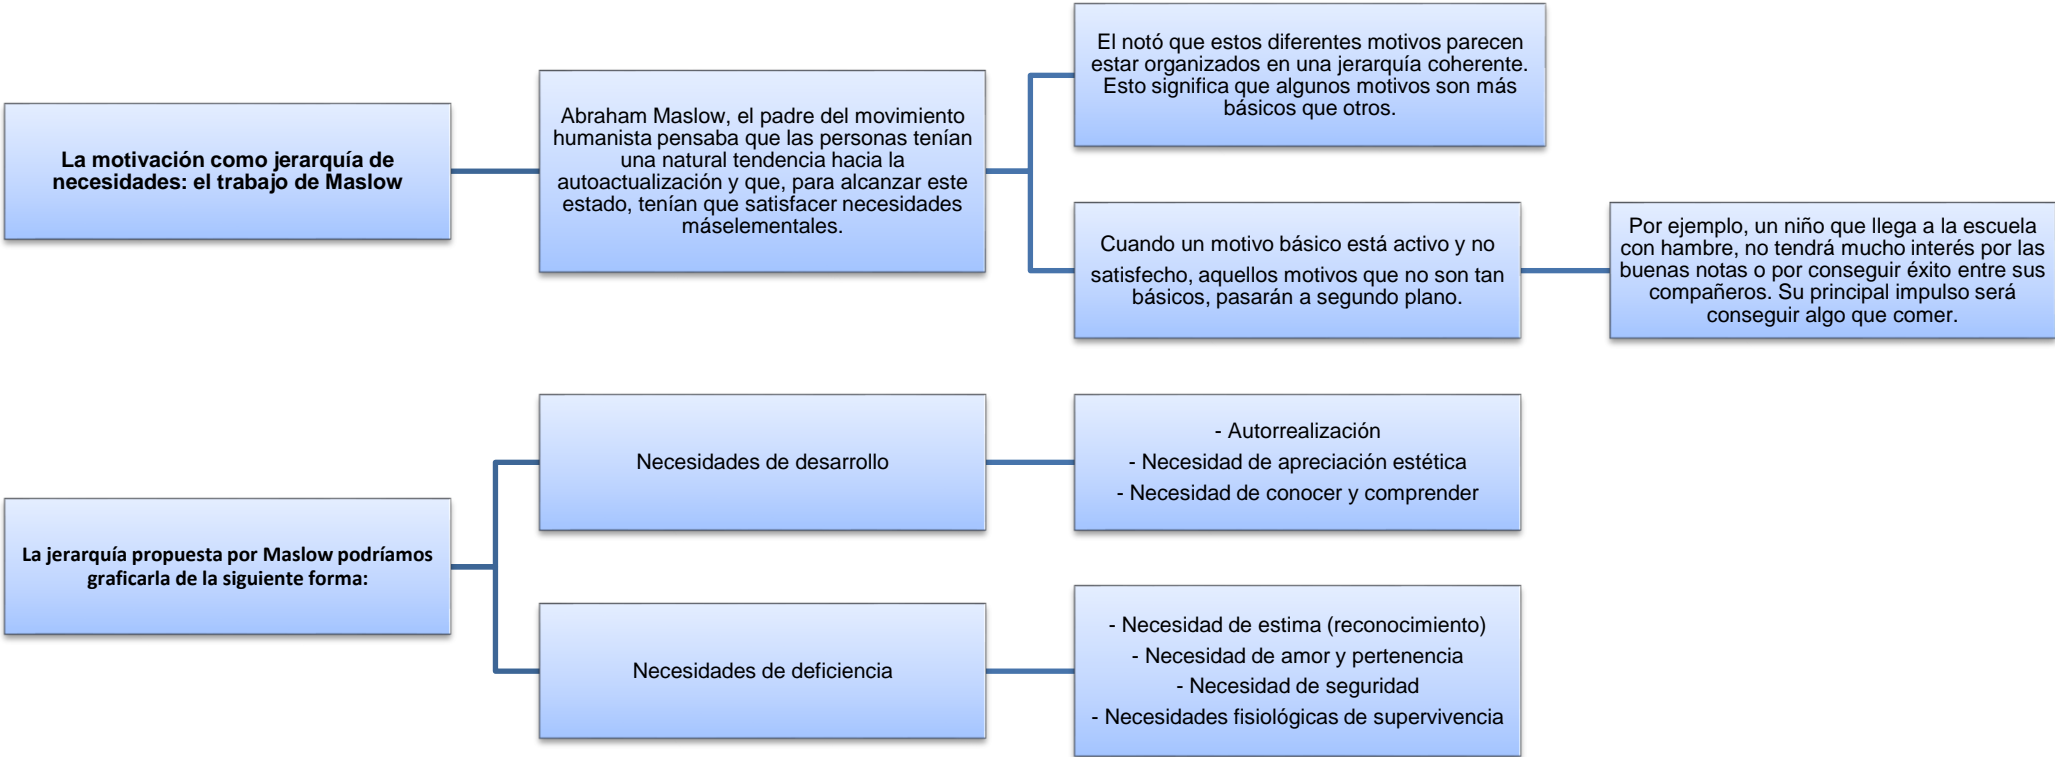 La motivación como jerarquía de
necesidades: el trabajo de Maslow
Abraham Maslow, el padre del movimiento
humanista pensaba que las personas tenían
una natural tendencia hacia la
autoactualización y que, para alcanzar este
estado, tenían que satisfacer necesidades
máselementales.
El notó que estos diferentes motivos parecen
estar organizados en una jerarquía coherente.
Esto significa que algunos motivos son más
básicos que otros.
Cuando un motivo básico está activo y no
satisfecho, aquellos motivos que no son tan
básicos, pasarán a segundo plano.
Por ejemplo, un niño que llega a la escuela
con hambre, no tendrá mucho interés por las
buenas notas o por conseguir éxito entre sus
compañeros. Su principal impulso será
conseguir algo que comer.
La jerarquía propuesta por Maslow podríamos
graficarla de la siguiente forma:
Necesidades de desarrollo
- Autorrealización
- Necesidad de apreciación estética
- Necesidad de conocer y comprender
Necesidades de deficiencia
- Necesidad de estima (reconocimiento)
- Necesidad de amor y pertenencia
- Necesidad de seguridad
- Necesidades fisiológicas de supervivencia